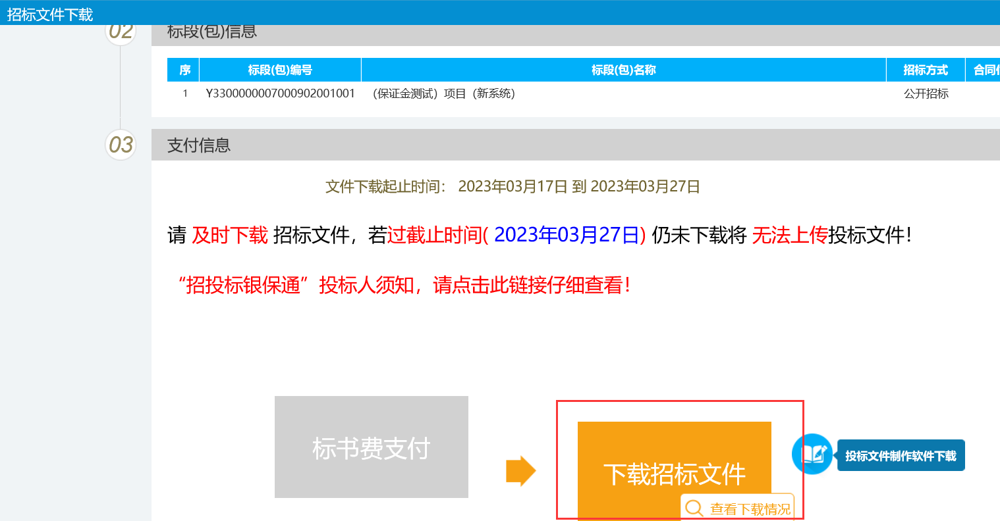 招标文件下载
02 标段(包)信息
序 标段(包)编号 标段(包)名称 招标方式
1 Y3300000007000902001001 （保证金测试）项目（新系统） 公开招标
03 支付信息
文件下载起止时间： 2023年03月17日 到 2023年03月27日
请 及时下载 招标文件，若过截止时间( 2023年03月27日) 仍未下载将 无法上传投标文件！
“招投标银保通”投标人须知，请点击此链接仔细查看！
标书费支付
下载招标文件
投标文件制作软件下载
查看下载情况